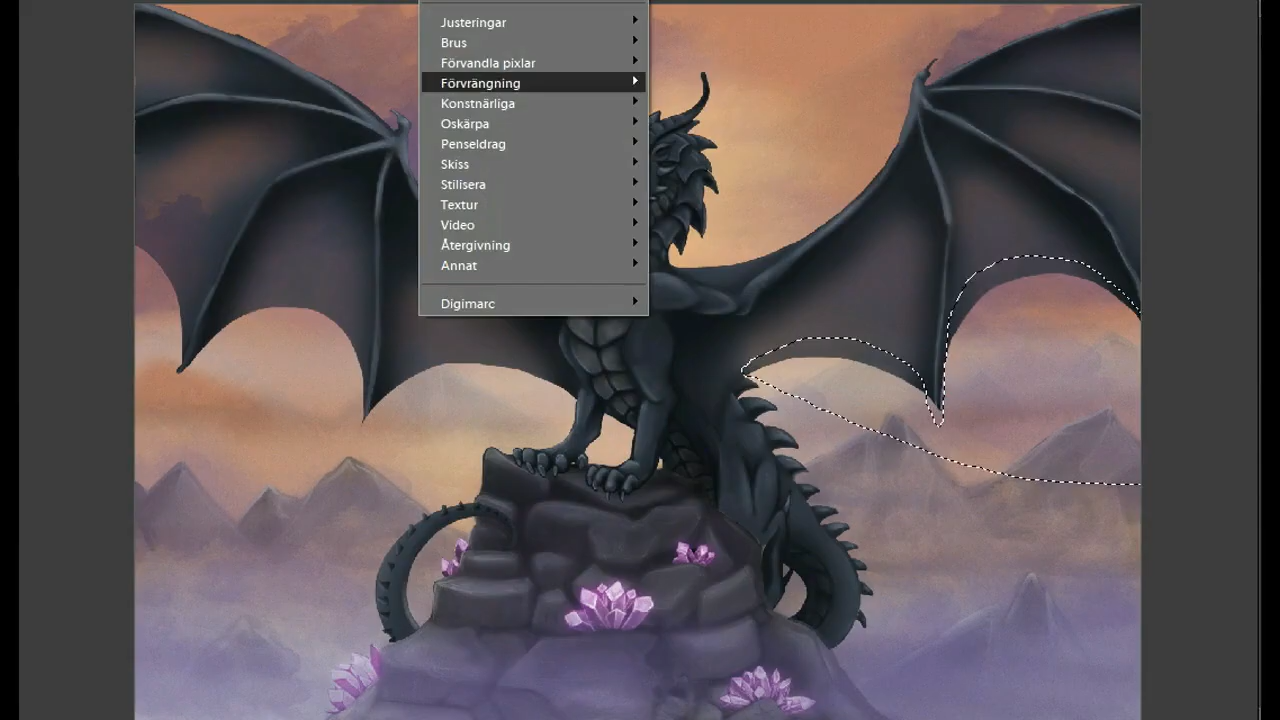 Justeringar
Brus
Förvandla pixlar
Förvrängning
Konstnärliga
Oskärpa
Penseldrag
Skiss
Stilisera
Textur
Video
Återgivning
Annat
Digimarc